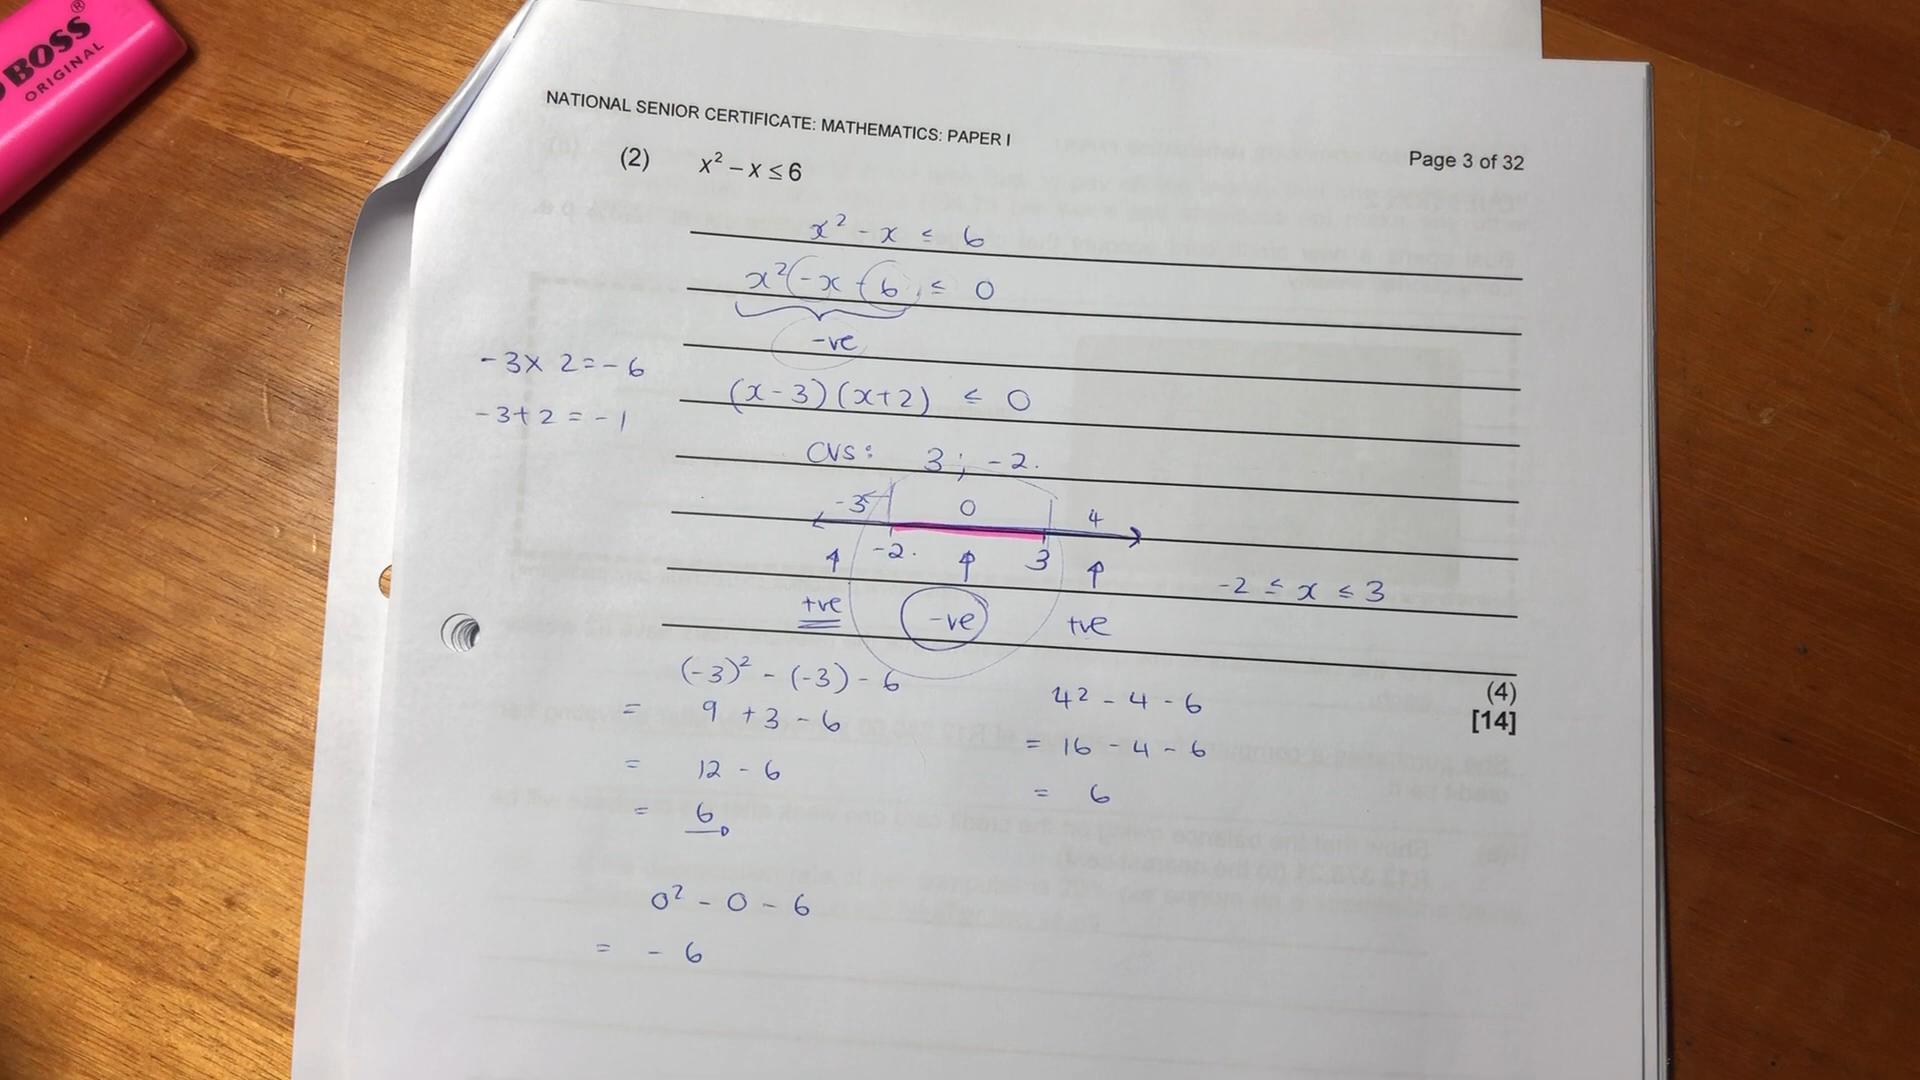 BOSS®
ORIGINAL
NATIONAL SENIOR CERTIFICATE: MATHEMATICS: PAPER I
Page 3 of 32
(2) x² – x ≤ 6
x² - x ≤ 6
x² - x - 6 ≤ 0
-ve
-3 x 2 = - 6
-3 + 2 = - 1
(x - 3) (x + 2) ≤ 0
CVS: 3 ; - 2.
-3 0 4
-2. 3
-2 ≤ x ≤ 3
+ve -ve +ve
(4)
[14]
(-3)² - (-3) - 6
= 9 + 3 - 6
= 12 - 6
= 6
4² - 4 - 6
= 16 - 4 - 6
= 6
0² - 0 - 6
= - 6